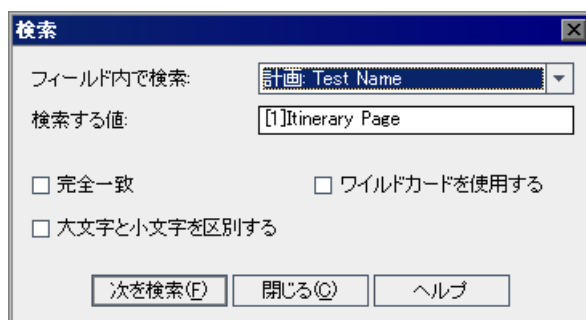 検索
フィールド内で検索: 計画: Test Name
検索する値: [1]Itinerary Page
完全一致 ワイルドカードを使用する
大文字と小文字を区別する
次を検索(F) 閉じる(C) ヘルプ